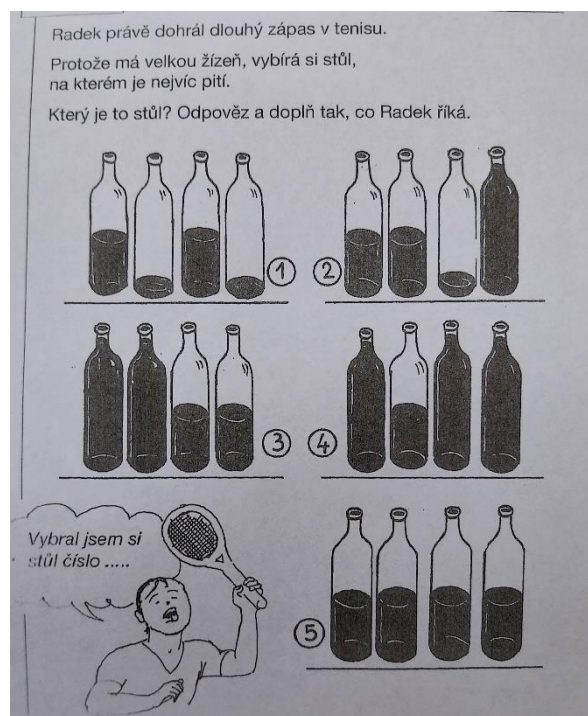 Radek právě dohrál dlouhý zápas v tenisu.
Protože má velkou žízeň, vybírá si stůl,
na kterém je nejvíc pití.
Který je to stůl? Odpověz a doplň tak, co Radek říká.
1
2
3
4
Vybral jsem si
stůl číslo .....
5